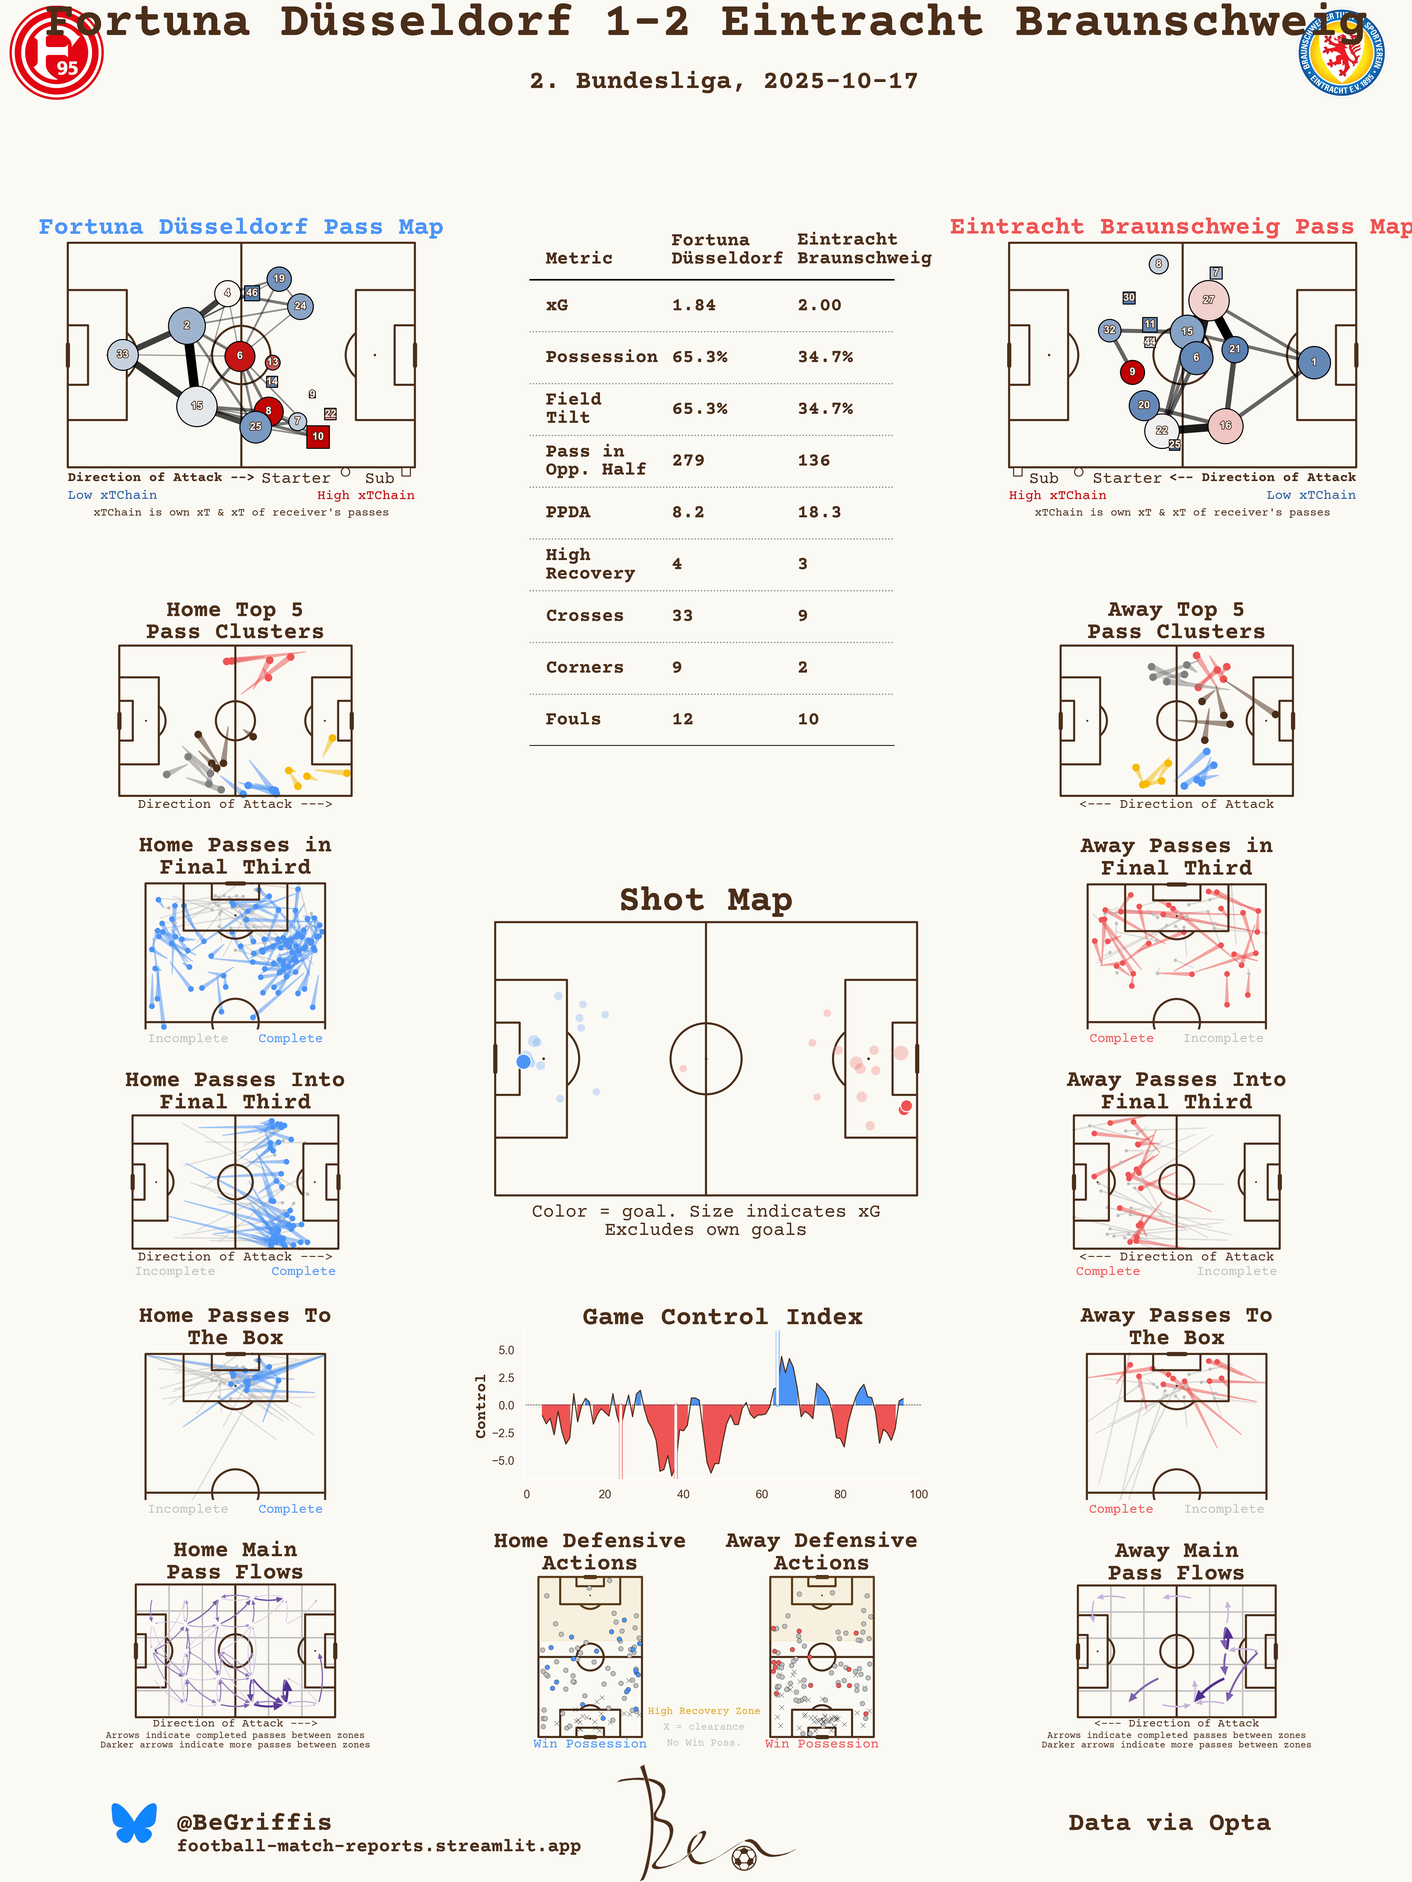 Fortuna Düsseldorf 1-2 Eintracht Braunschweig
2. Bundesliga, 2025-10-17
95
BRAUNSCHWEIGER TURN- SPORTVEREIN
EINTRACHT E.V. 1895
Fortuna Düsseldorf Pass Map
4
46
19
24
2
33
6
13
14
9
15
8
25
7
22
10
Direction of Attack -->
Starter
Sub
Low xTChain
High xTChain
xTChain is own xT & xT of receiver's passes
Metric
Fortuna Düsseldorf
Eintracht Braunschweig
xG 1.84 2.00
Possession 65.3% 34.7%
Field Tilt 65.3% 34.7%
Pass in Opp. Half 279 136
PPDA 8.2 18.3
High Recovery 4 3
Crosses 33 9
Corners 9 2
Fouls 12 10
Eintracht Braunschweig Pass Map
8
7
30
27
32
11
15
44
6
21
1
9
20
22
25
16
Sub
Starter
<-- Direction of Attack
High xTChain
Low xTChain
xTChain is own xT & xT of receiver's passes
Home Top 5
Pass Clusters
Direction of Attack --->
Away Top 5
Pass Clusters
<--- Direction of Attack
Home Passes in
Final Third
Incomplete
Complete
Away Passes in
Final Third
Complete
Incomplete
Shot Map
Color = goal. Size indicates xG
Excludes own goals
Home Passes Into
Final Third
Direction of Attack --->
Incomplete
Complete
Away Passes Into
Final Third
<--- Direction of Attack
Complete
Incomplete
Home Passes To
The Box
Incomplete
Complete
Game Control Index
Control
5.0
2.5
0.0
−2.5
−5.0
0 20 40 60 80 100
Away Passes To
The Box
Complete
Incomplete
Home Main
Pass Flows
Direction of Attack --->
Arrows indicate completed passes between zones
Darker arrows indicate more passes between zones
Home Defensive
Actions
Win Possession
High Recovery Zone
X = clearance
No Win Poss.
Away Defensive
Actions
Win Possession
Away Main
Pass Flows
<--- Direction of Attack
Arrows indicate completed passes between zones
Darker arrows indicate more passes between zones
@BeGriffis
football-match-reports.streamlit.app
Ben
Data via Opta